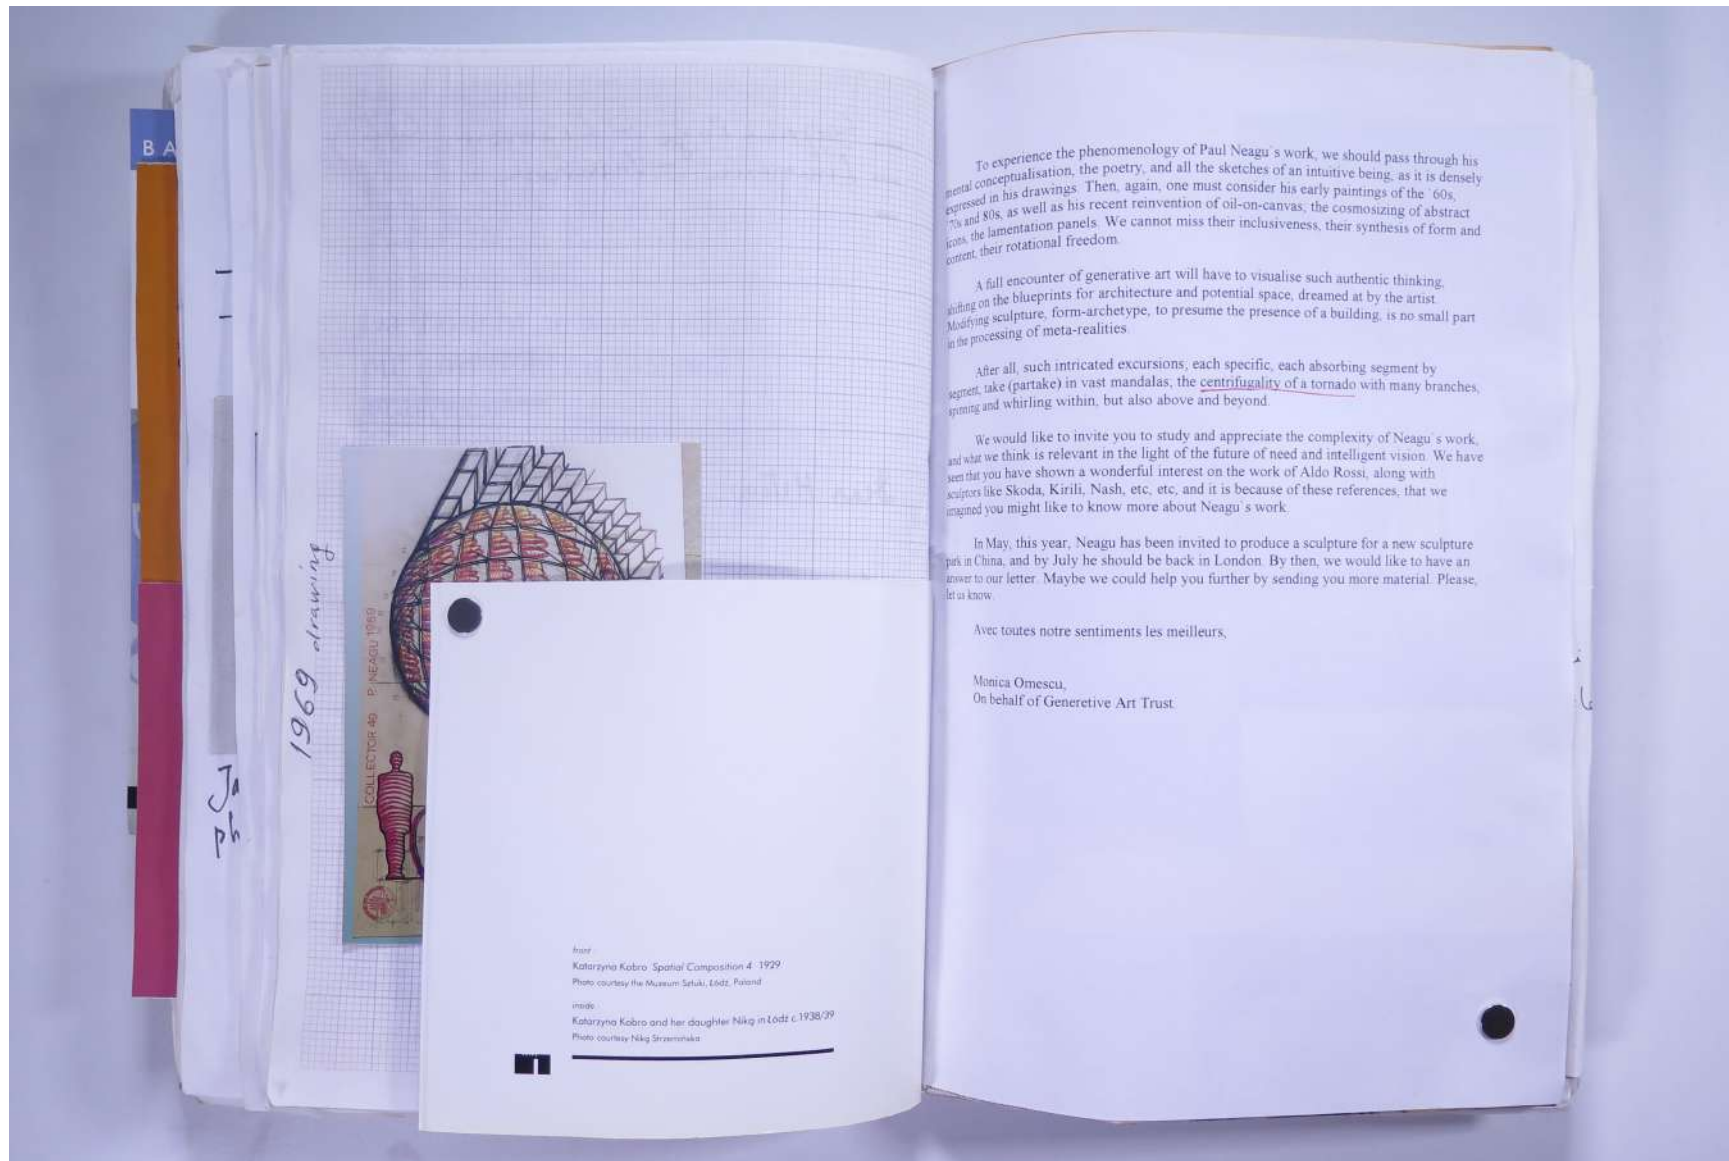 BA
Ja
ph
1969 drawing
COLLECTOR 49 P. NEAGU 1969
front
Katarzyna Kobro Spatial Composition 4 1929
Photo courtesy the Museum Sztuki, Łódź, Poland
inside
Katarzyna Kobro and her daughter Nika in Łódź c.1938/39
Photo courtesy Nika Strzemińska
To experience the phenomenology of Paul Neagu`s work, we should pass through his
mental conceptualisation, the poetry, and all the sketches of an intuitive being, as it is densely
expressed in his drawings. Then, again, one must consider his early paintings of the `60s,
`70s and 80s, as well as his recent reinvention of oil-on-canvas, the cosmosizing of abstract
icons, the lamentation panels. We cannot miss their inclusiveness, their synthesis of form and
content, their rotational freedom.
A full encounter of generative art will have to visualise such authentic thinking,
shifting on the blueprints for architecture and potential space, dreamed at by the artist.
Modifying sculpture, form-archetype, to presume the presence of a building, is no small part
in the processing of meta-realities.
After all, such intricated excursions, each specific, each absorbing segment by
segment, take (partake) in vast mandalas, the centrifugality of a tornado with many branches,
spinning and whirling within, but also above and beyond.
We would like to invite you to study and appreciate the complexity of Neagu`s work,
and what we think is relevant in the light of the future of need and intelligent vision. We have
seen that you have shown a wonderful interest on the work of Aldo Rossi, along with
sculptors like Skoda, Kirili, Nash, etc, etc, and it is because of these references, that we
imagined you might like to know more about Neagu`s work.
In May, this year, Neagu has been invited to produce a sculpture for a new sculpture
park in China, and by July he should be back in London. By then, we would like to have an
answer to our letter. Maybe we could help you further by sending you more material. Please,
let us know.
Avec toutes notre sentiments les meilleurs,
Monica Omescu,
On behalf of Generetive Art Trust